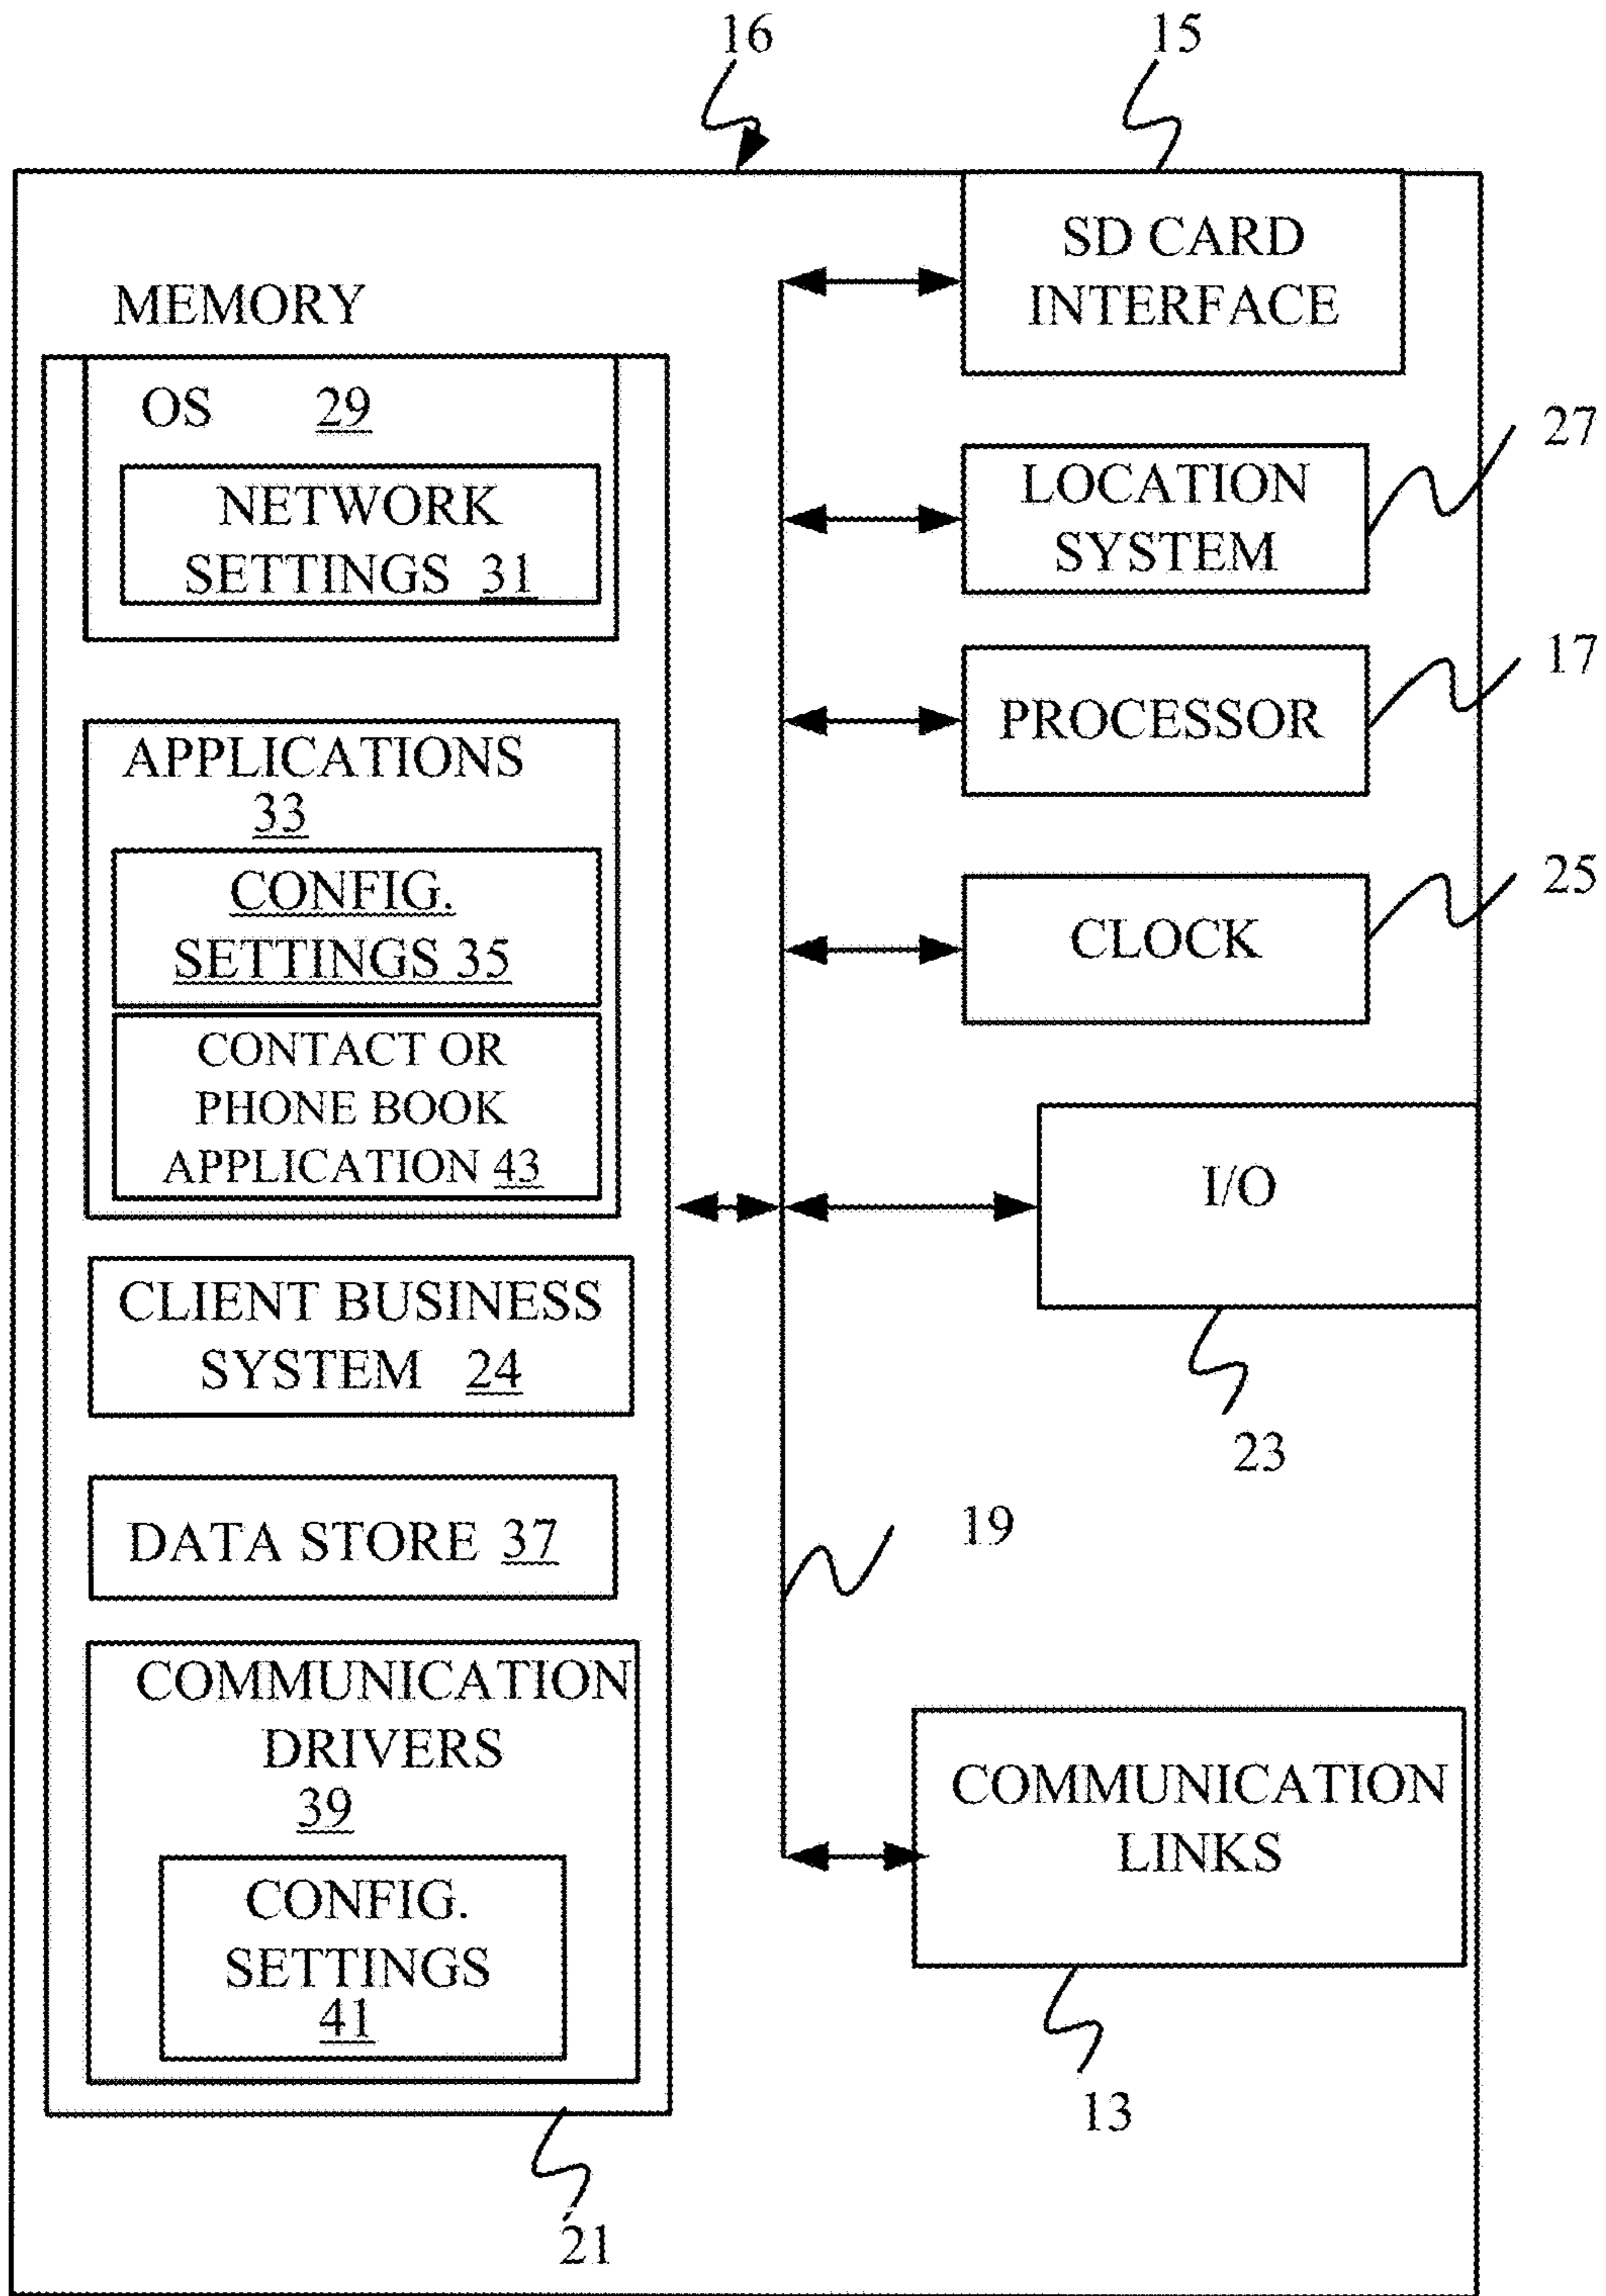 16
15
SD CARD
INTERFACE
MEMORY
OS 29
NETWORK
SETTINGS 31
27
LOCATION
SYSTEM
17
PROCESSOR
APPLICATIONS
33
CONFIG.
SETTINGS 35
25
CLOCK
CONTACT OR
PHONE BOOK
APPLICATION 43
I/O
23
CLIENT BUSINESS
SYSTEM 24
DATA STORE 37
19
COMMUNICATION
DRIVERS
39
CONFIG.
SETTINGS
41
COMMUNICATION
LINKS
13
21